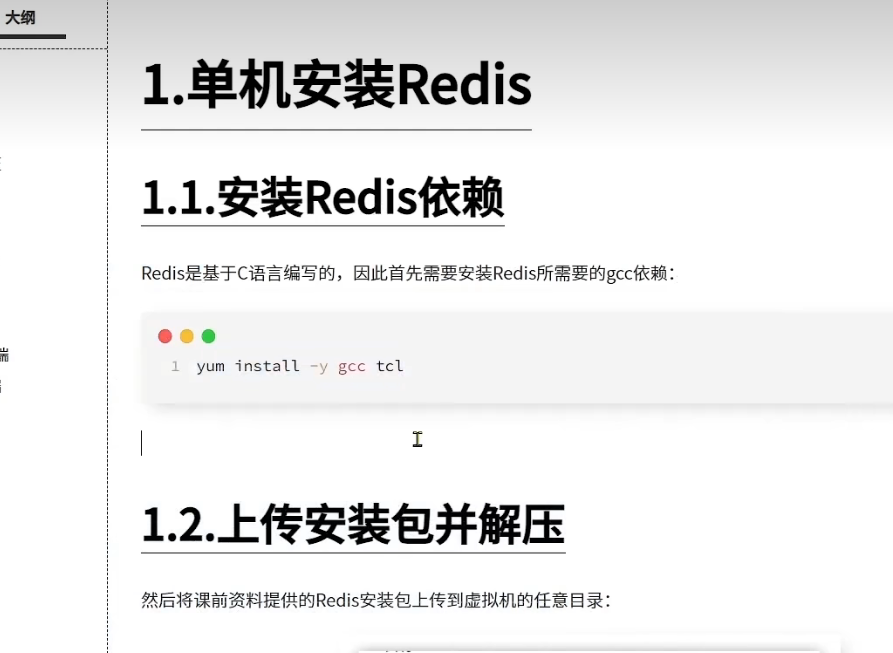 大纲
1.单机安装Redis
1.1.安装Redis依赖
Redis是基于C语言编写的，因此首先需要安装Redis所需要的gcc依赖：
端
1 yum install -y gcc tcl
1.2.上传安装包并解压
然后将课前资料提供的Redis安装包上传到虚拟机的任意目录：